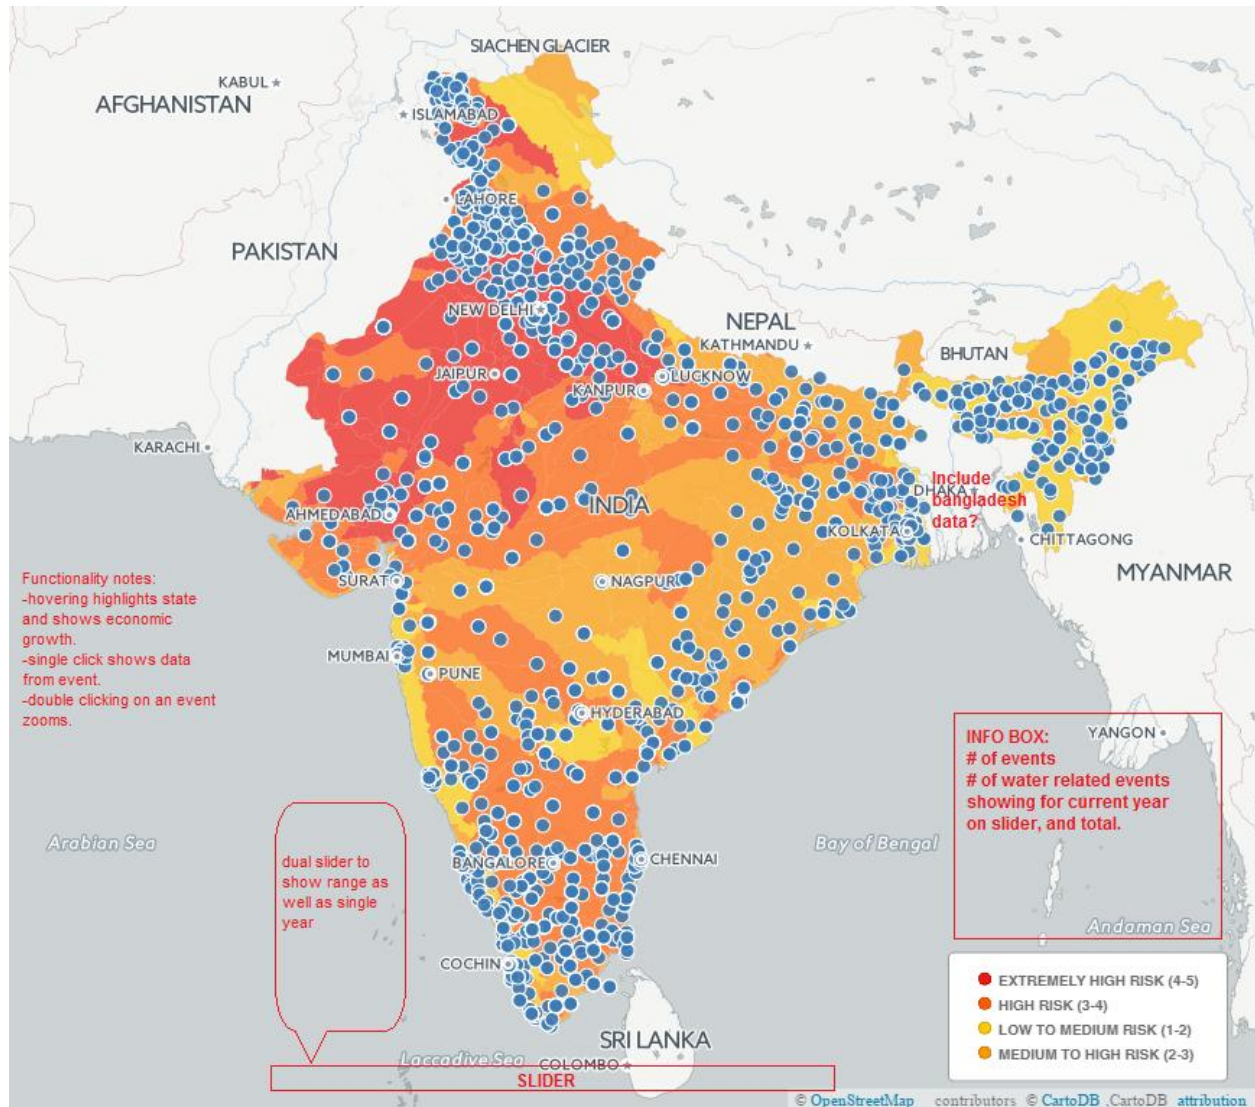 SIACHEN GLACIER
KABUL
AFGHANISTAN
ISLAMABAD
LAHORE
PAKISTAN
NEW DELHI
NEPAL
KATHMANDU
BHUTAN
JAIPUR
LUCKNOW
KANPUR
KARACHI
Include
bangladesh
data?
DHAKA
INDIA
AHMEDABAD
KOLKATA
CHITTAGONG
MYANMAR
Functionality notes:
-hovering highlights state
and shows economic
growth.
-single click shows data
from event.
-double clicking on an event
zooms.
SURAT
NAGPUR
MUMBAI
PUNE
HYDERABAD
YANGON
INFO BOX:
# of events
# of water related events
showing for current year
on slider, and total.
Arabian Sea
Bay of Bengal
dual slider to
show range as
well as single
year
BANGALORE
CHENNAI
Andaman Sea
COCHIN
EXTREMELY HIGH RISK (4-5)
HIGH RISK (3-4)
LOW TO MEDIUM RISK (1-2)
MEDIUM TO HIGH RISK (2-3)
SRI LANKA
Laccadive Sea
COLOMBO
SLIDER
© OpenStreetMap contributors © CartoDB ,CartoDB attribution